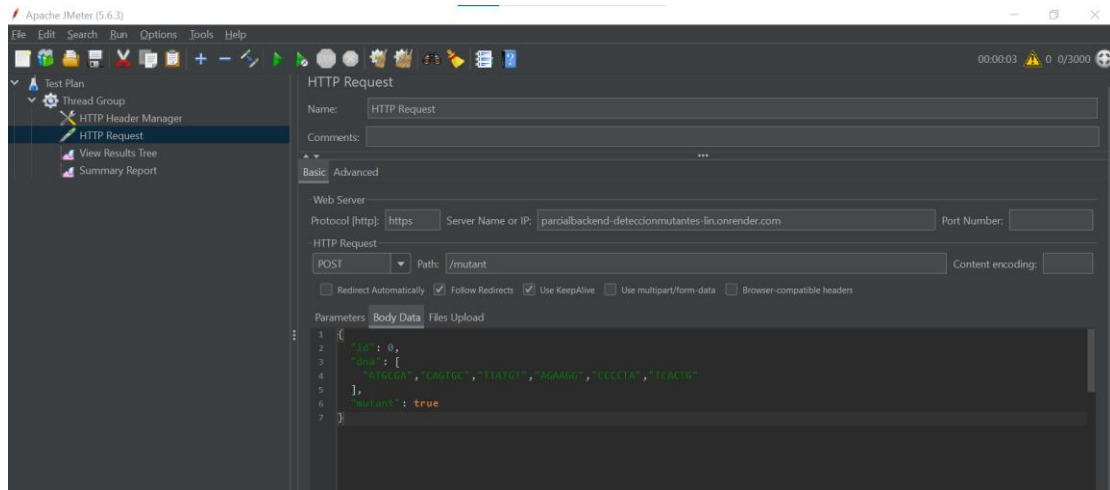 Apache JMeter (5.6.3)
File Edit Search Run Options Tools Help
00:00:03 0 0/3000
Test Plan
Thread Group
HTTP Header Manager
HTTP Request
View Results Tree
Summary Report
HTTP Request
Name: HTTP Request
Comments:
Basic Advanced
Web Server
Protocol [http]: https Server Name or IP: parcialbackend-deteccionmutantes-lin.onrender.com Port Number:
HTTP Request
POST Path: /mutant Content encoding:
Redirect Automatically Follow Redirects Use KeepAlive Use multipart/form-data Browser-compatible headers
Parameters Body Data Files Upload
1 {
2 "id": 0,
3 "dna": [
4 "ATGCGA","CAGTGC","TTATGT","AGAAGG","CCCCTA","TCACTG"
5 ],
6 "mutant": true
7 }